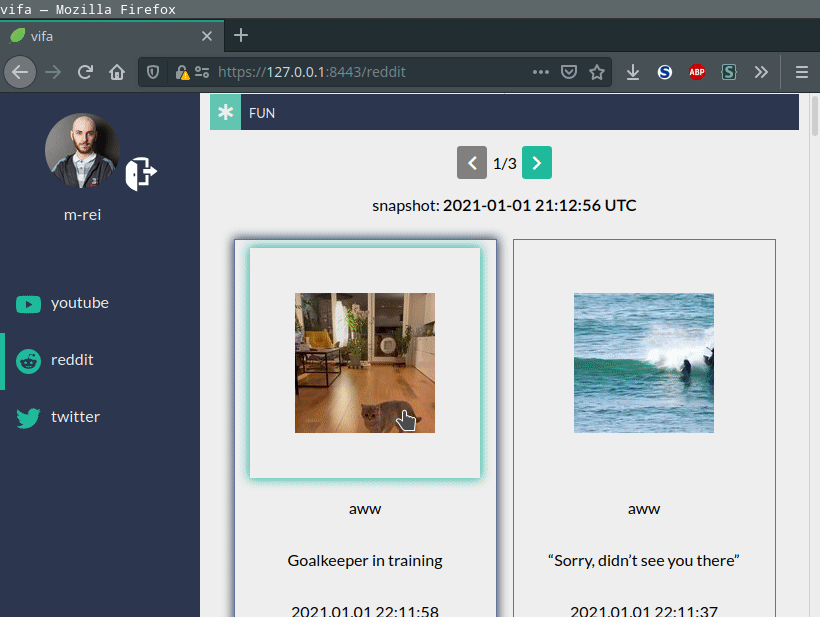 vifa — Mozilla Firefox
vifa
https://127.0.0.1:8443/reddit
ABP
S
S
FUN
1/3
m-rei
snapshot: 2021-01-01 21:12:56 UTC
youtube
reddit
twitter
aww
aww
Goalkeeper in training
“Sorry, didn’t see you there”
2021.01.01 22:11:58
2021.01.01 22:11:37